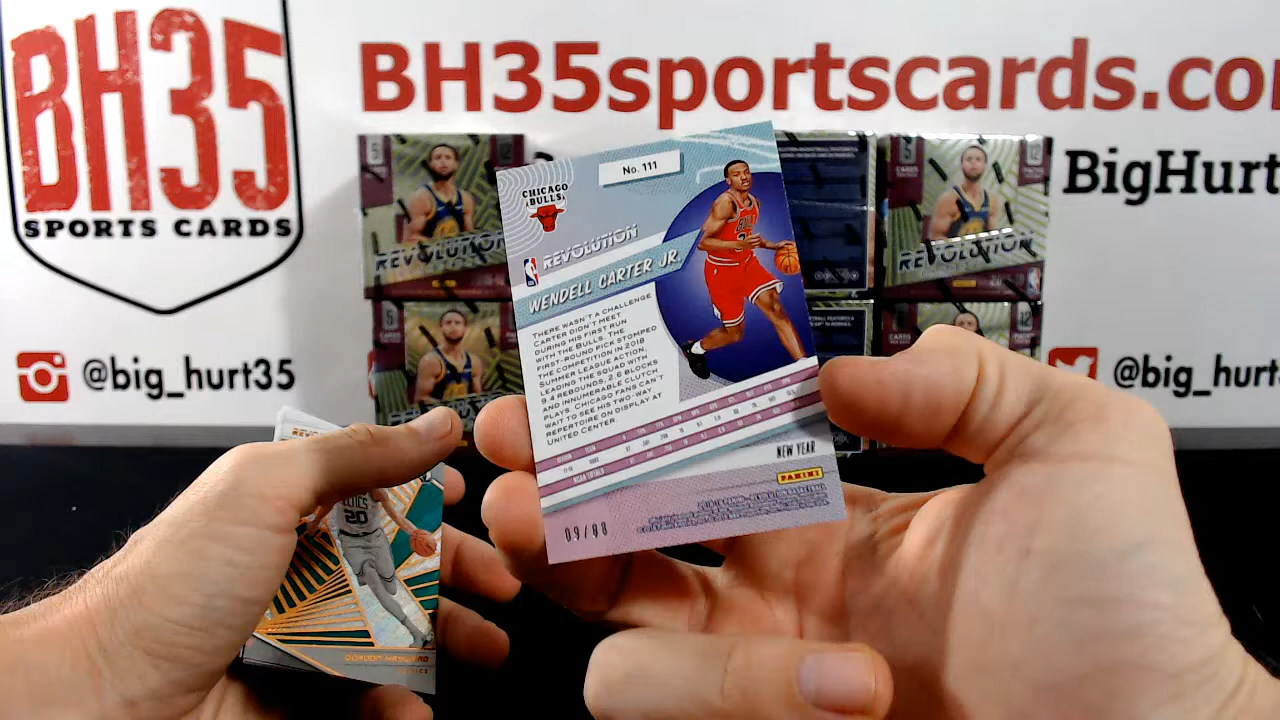 BH35
SPORTS CARDS
BH35sportscards.co
BigHurt
@big_hurt35
@big_hurt
REVOLUTION
REVOLUTION
No. 111
CHICAGO
BULLS
NBA REVOLUTION
WENDELL CARTER JR.
THERE WASN'T A CHALLENGE
CARTER DIDN'T MEET
DURING HIS FIRST RUN
WITH THE BULLS. THE
FIRST-ROUND PICK STOMPED
THE COMPETITION IN 2018
SUMMER LEAGUE ACTION,
LEADING THE SQUAD WITH
9.4 REBOUNDS, 2.6 BLOCKS
AND INNUMERABLE CLUTCH
PLAYS. CHICAGO FANS CAN'T
WAIT TO SEE HIS TWO-WAY
REPERTOIRE ON DISPLAY AT
UNITED CENTER.
NEW YEAR
PANINI
09/88
GORDON HAYWARD